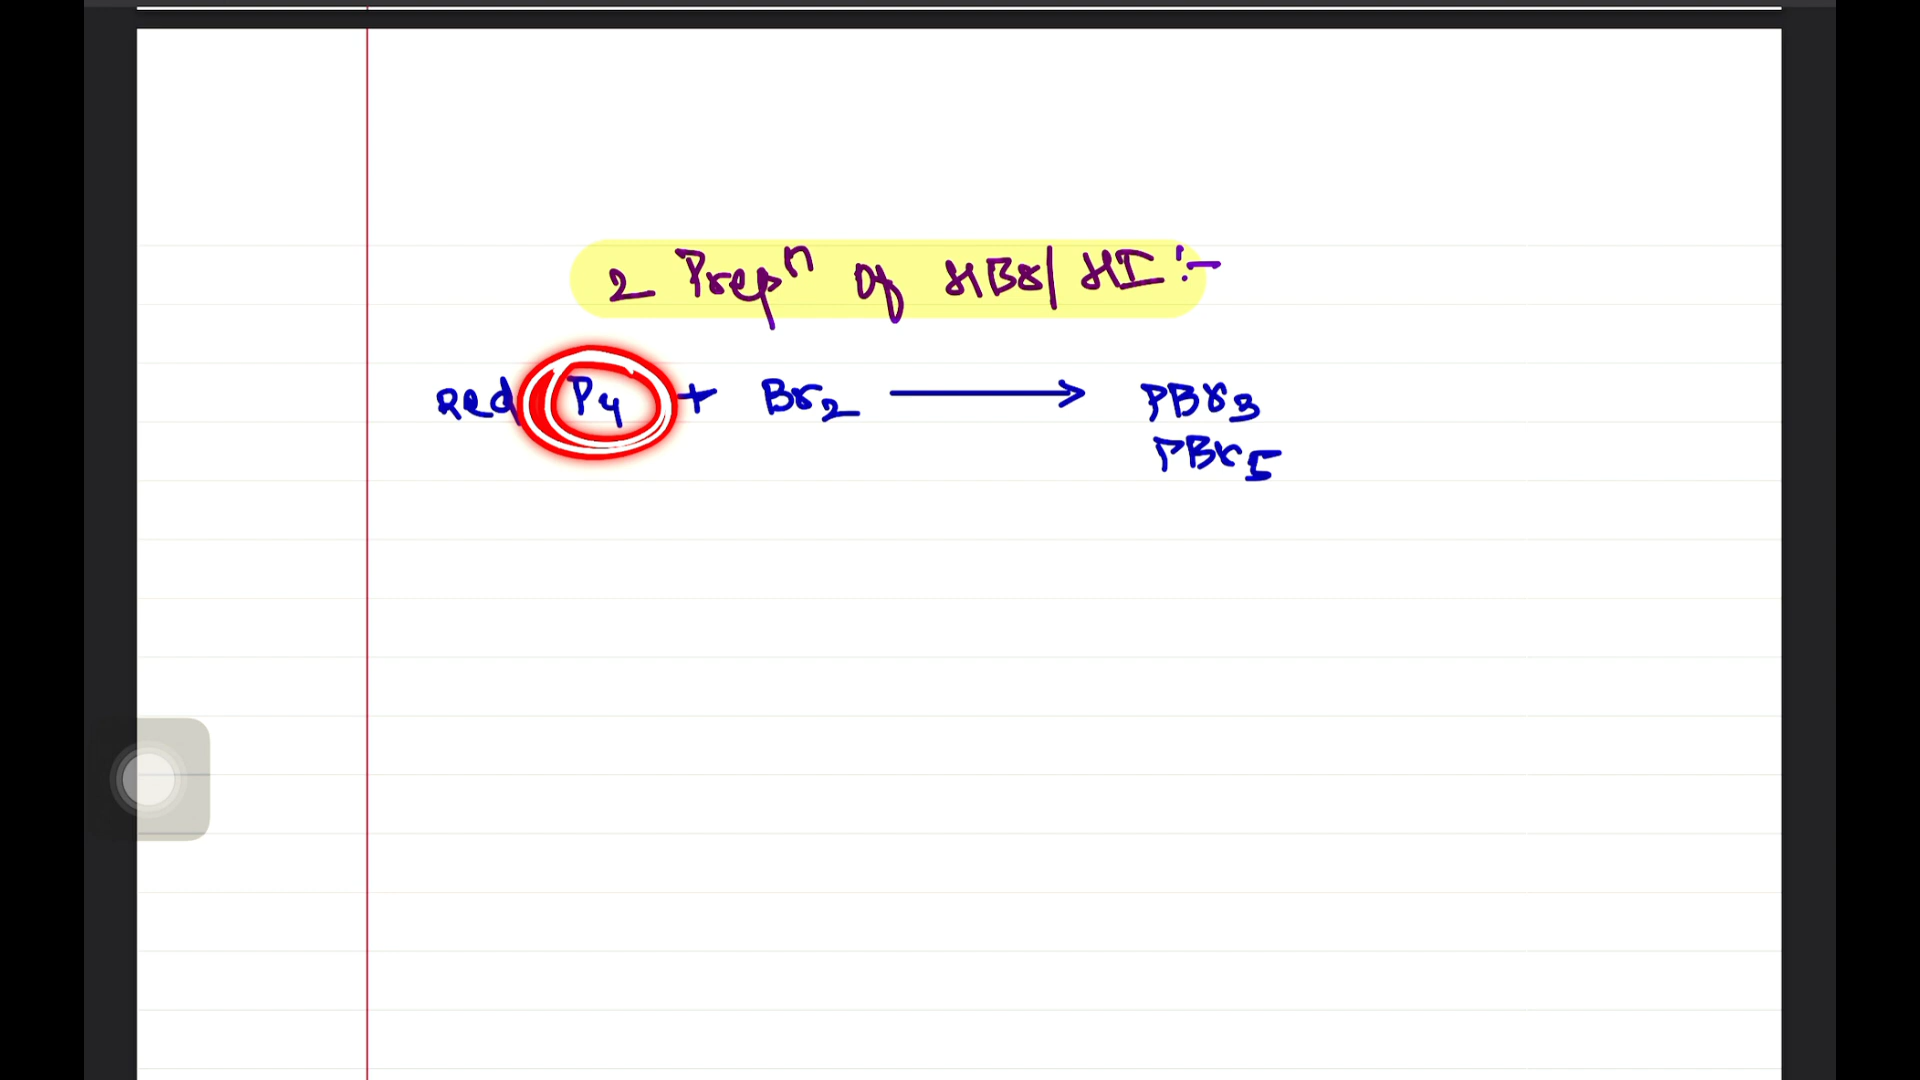 2 Prepn of HBr/HI :-
Red P4 + Br2 ⟶ PBr3
PBr5